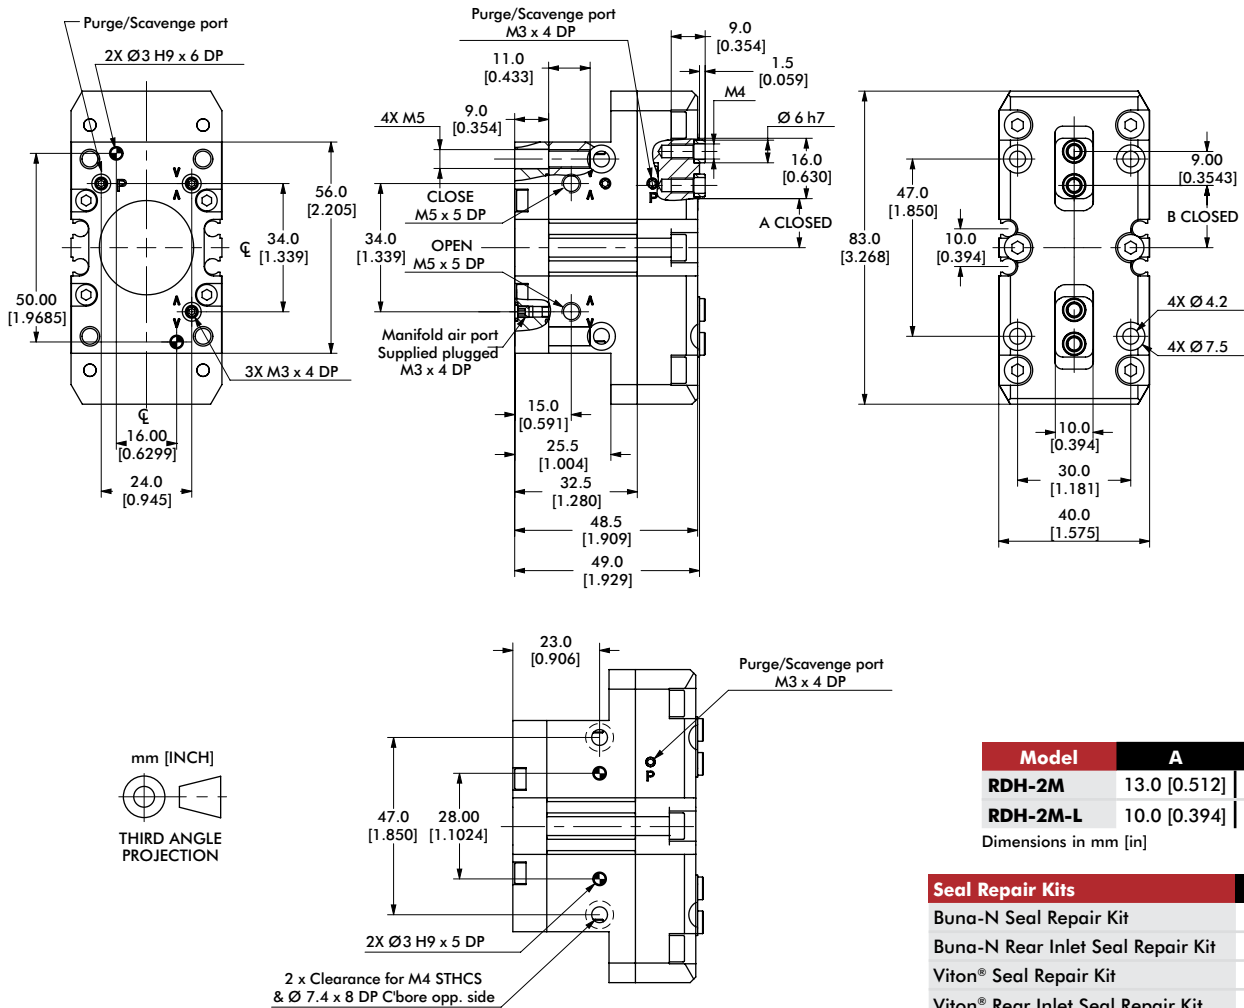 Purge/Scavenge port
2X Ø3 H9 x 6 DP
P
V
Λ
50.00
[1.9685]
34.0
[1.339]
56.0
[2.205]
℄
Λ
V
3X M3 x 4 DP
℄
16.00
[0.6299]
24.0
[0.945]
Purge/Scavenge port
M3 x 4 DP
9.0
[0.354]
1.5
[0.059]
11.0
[0.433]
M4
4X M5
9.0
[0.354]
Ø 6 h7
16.0
[0.630]
V
Λ
P
CLOSE
M5 x 5 DP
A CLOSED
34.0
[1.339]
OPEN
M5 x 5 DP
Λ
V
Manifold air port
Supplied plugged
M3 x 4 DP
15.0
[0.591]
25.5
[1.004]
32.5
[1.280]
48.5
[1.909]
49.0
[1.929]
9.00
[0.3543]
47.0
[1.850]
B CLOSED
83.0
[3.268]
10.0
[0.394]
4X Ø 4.2
4X Ø 7.5
10.0
[0.394]
30.0
[1.181]
40.0
[1.575]
23.0
[0.906]
Purge/Scavenge port
M3 x 4 DP
P
47.0
[1.850]
28.00
[1.1024]
2X Ø3 H9 x 5 DP
2 x Clearance for M4 STHCS
& Ø 7.4 x 8 DP C'bore opp. side
mm [INCH]
THIRD ANGLE
PROJECTION
Model A
RDH-2M 13.0 [0.512]
RDH-2M-L 10.0 [0.394]
Dimensions in mm [in]
Seal Repair Kits
Buna-N Seal Repair Kit
Buna-N Rear Inlet Seal Repair Kit
Viton® Seal Repair Kit
Viton® Rear Inlet Seal Repair Kit